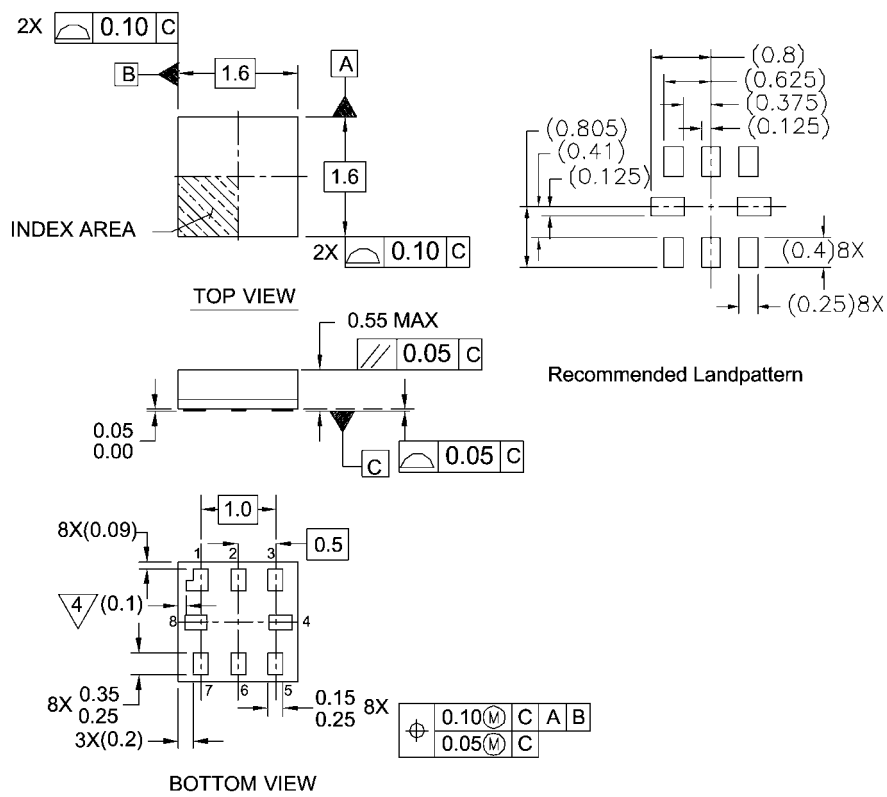 2X 0.10 C
B
1.6
A
1.6
INDEX AREA
2X 0.10 C
TOP VIEW
(0.8)
(0.625)
(0.375)
(0.125)
(0.805)
(0.41)
(0.125)
(0.4)8X
(0.25)8X
Recommended Landpattern
0.55 MAX
// 0.05 C
0.05
0.00
C
0.05 C
1.0
8X(0.09)
0.5
1 2 3
4 (0.1)
8 4
7 6 5
8X 0.35
0.25
0.15 8X
0.25
3X(0.2)
0.10 Ⓜ C A B
0.05 Ⓜ C
BOTTOM VIEW